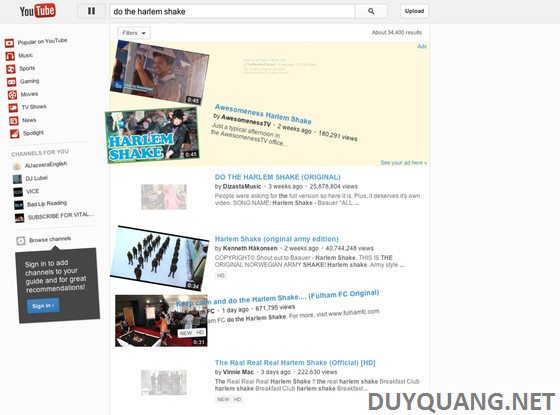 YouTube
do the harlem shake
Upload
Filters
About 34,400 results
Popular on YouTube
Music
Sports
Gaming
Movies
TV Shows
News
Spotlight
CHANNELS FOR YOU
AlJazeeraEnglish
DJ Lubel
VICE
Bad Lip Reading
SUBSCRIBE FOR VITAL...
Browse channels
Sign in to add
channels to your
guide and for great
recommendations!
Sign in ›
Ads
0:45
HARLEM
SHAKE
0:45
Awesomeness Harlem Shake
by AwesomenessTV • 2 weeks ago • 180,291 views
Just a typical afternoon in
the AwesomenessTV office...
See your ad here »
DO THE HARLEM SHAKE (ORIGINAL)
by DizastaMusic • 3 weeks ago • 25,878,804 views
People were asking for the full version so here it is. Plus, it deserves it's own
video. SONG NAME: Harlem Shake - Baauer "ALL ...
0:34
Harlem Shake (original army edition)
by Kenneth Håkonsen • 2 weeks ago • 40,744,248 views
COPYRIGHT© Shout out to Baauer - Harlem Shake. THIS IS THE
ORIGINAL NORWEGIAN ARMY SHAKE! Harlem shake. Army style ...
HD
Keep calm and do the Harlem Shake.... (Fulham FC Original)
FC • 1 day ago • 671,795 views
FC do the Harlem Shake. For more, visit www.fulhamfc.com
NEW HD
0:31
The Real Real Real Harlem Shake (Official) [HD]
by Vinnie Mac • 3 days ago • 222,630 views
The Real Real Real Harlem Shake !! the real harlem shake Breakfast Club
harlem shake Breakfast Club harlem shake Breakfast ...
NEW HD
DUYQUANG.NET